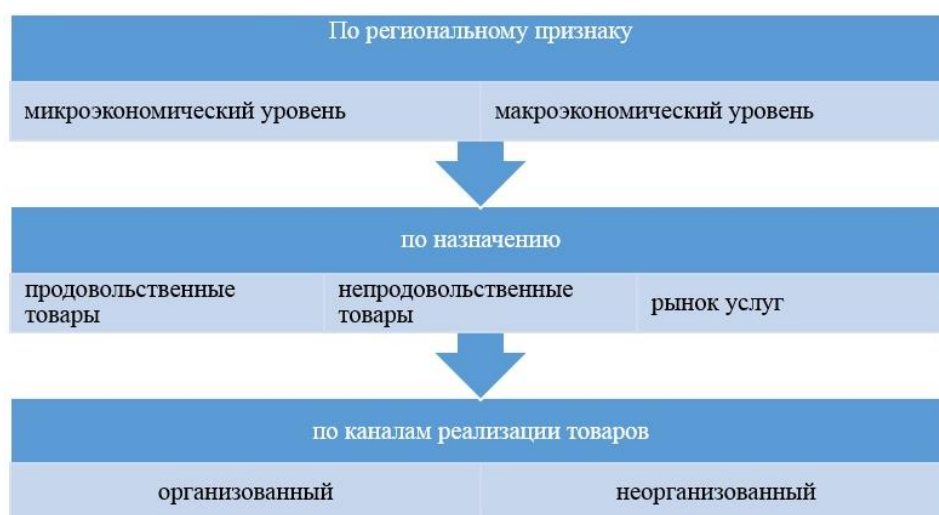 По региональному признаку
микроэкономический уровень
макроэкономический уровень
по назначению
продовольственные
товары
непродовольственные
товары
рынок услуг
по каналам реализации товаров
организованный
неорганизованный